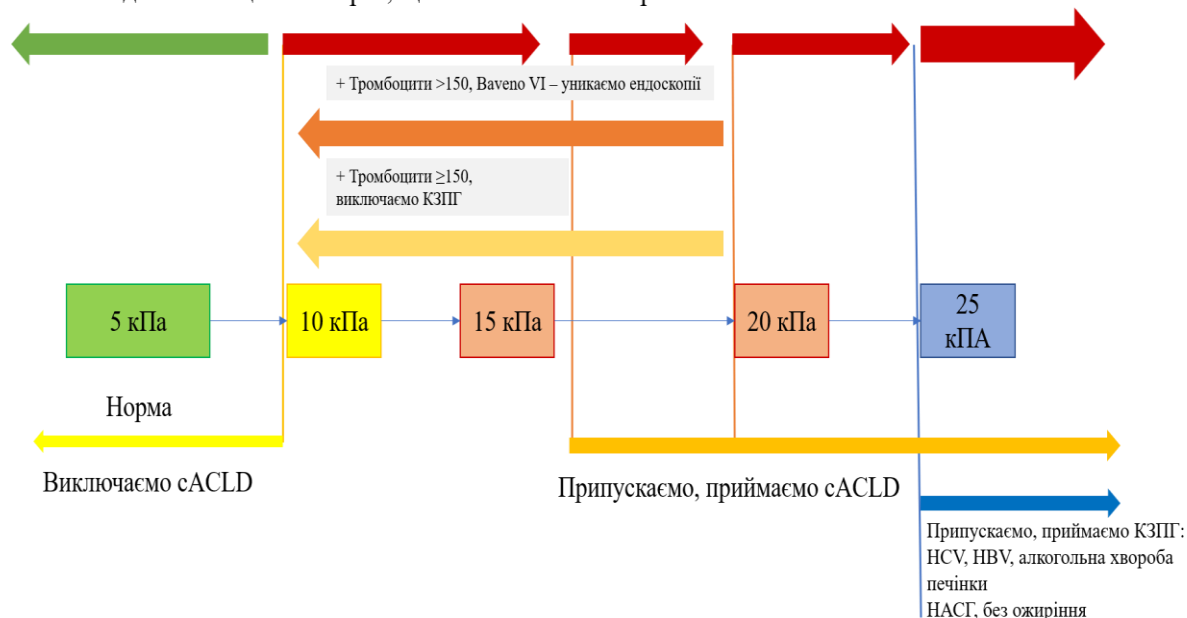 + Тромбоцити >150, Baveno VI – уникаємо ендоскопії
+ Тромбоцити ≥150,
виключаємо КЗПГ
5 кПа
10 кПа
15 кПа
20 кПа
25
кПА
Норма
Виключаємо cACLD
Припускаємо, приймаємо cACLD
Припускаємо, приймаємо КЗПГ:
HCV, HBV, алкогольна хвороба
печінки
НАСГ, без ожиріння